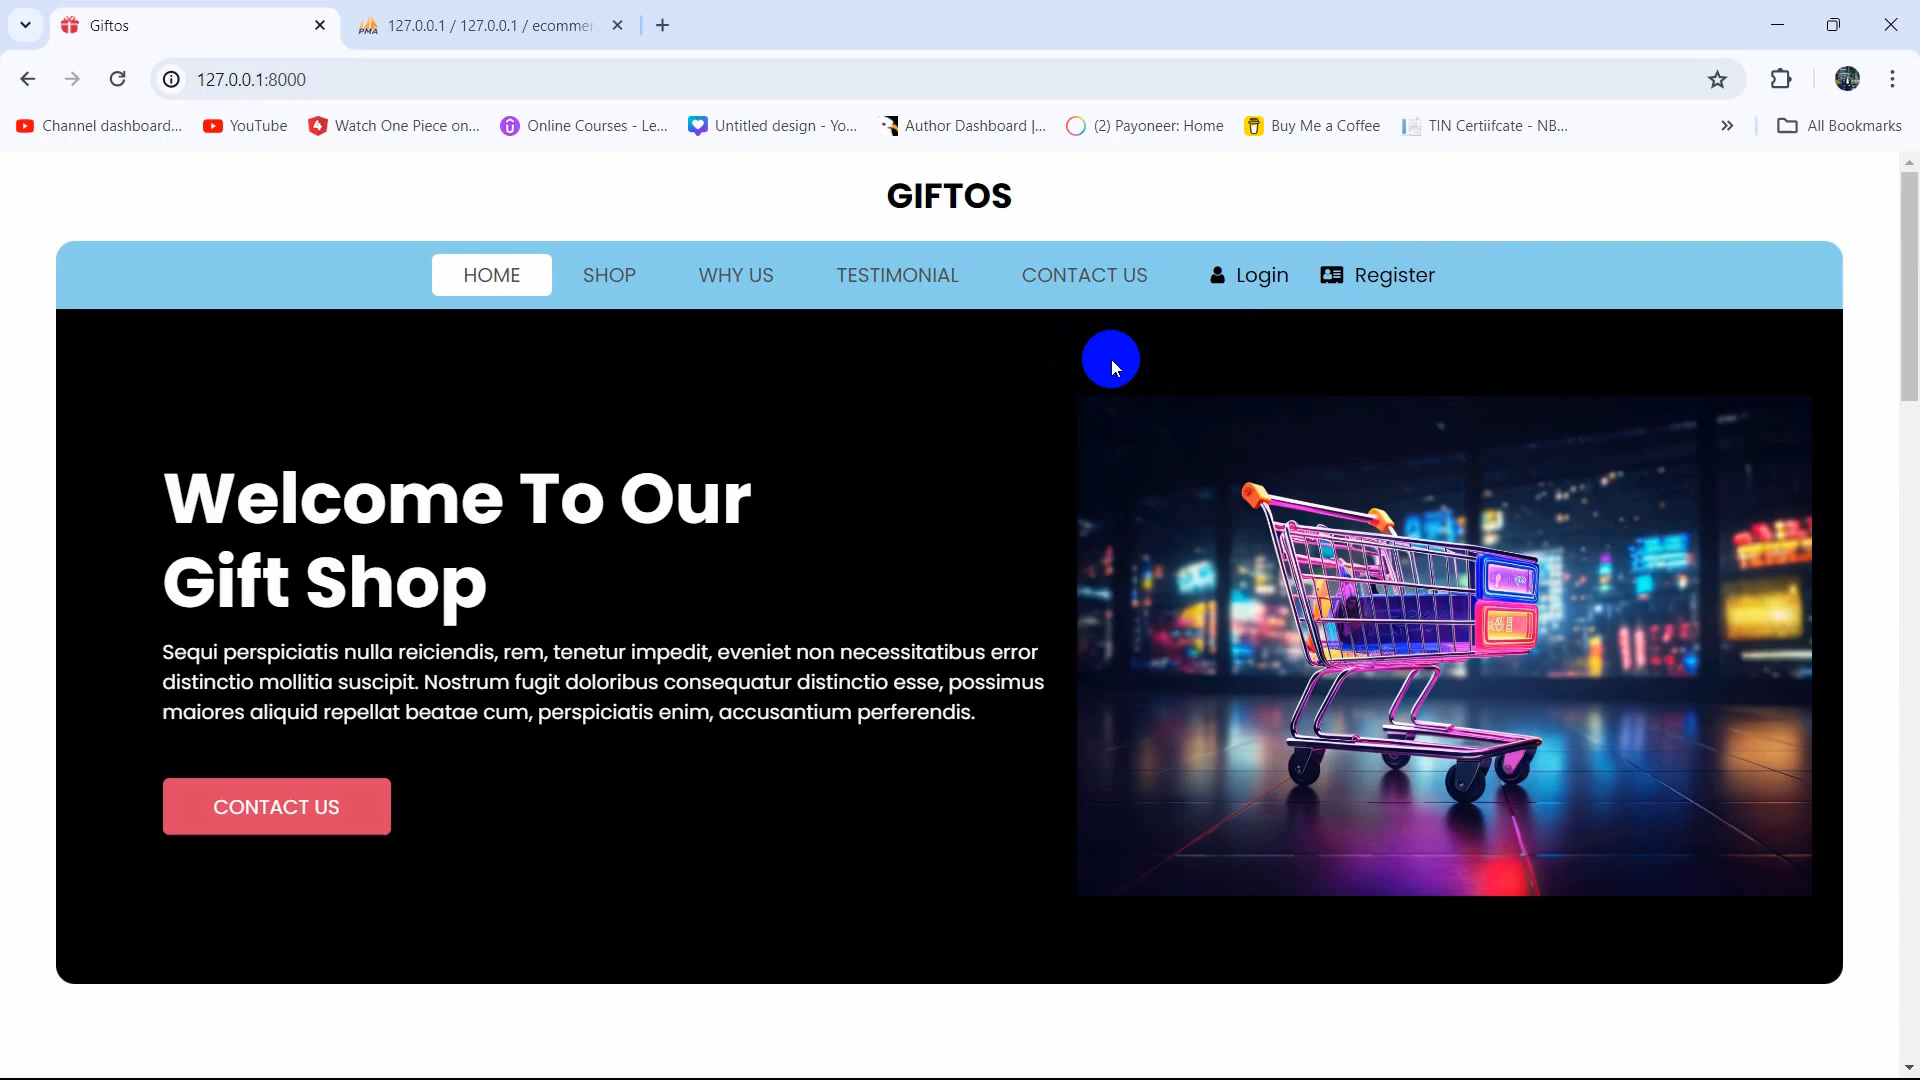 Giftos
127.0.0.1 / 127.0.0.1 / ecommer
127.0.0.1:8000
Channel dashboard...
YouTube
Watch One Piece on...
Online Courses - Le...
Untitled design - Yo...
Author Dashboard |...
(2) Payoneer: Home
Buy Me a Coffee
TIN Certiifcate - NB...
All Bookmarks
GIFTOS
HOME
SHOP
WHY US
TESTIMONIAL
CONTACT US
Login
Register
Welcome To Our
Gift Shop
Sequi perspiciatis nulla reiciendis, rem, tenetur impedit, eveniet non necessitatibus error
distinctio mollitia suscipit. Nostrum fugit doloribus consequatur distinctio esse, possimus
maiores aliquid repellat beatae cum, perspiciatis enim, accusantium perferendis.
CONTACT US